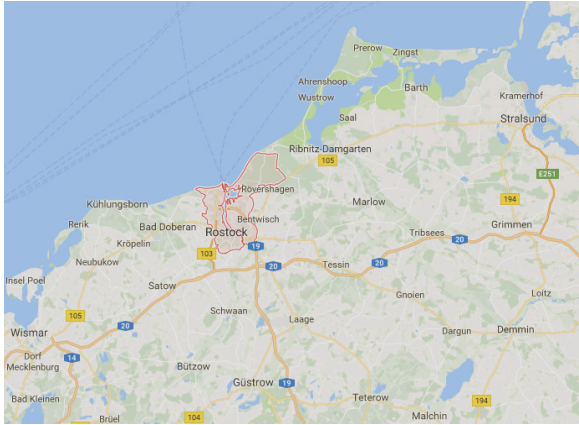 Prerow
Zingst
Ahrenshoop
Wustrow
Barth
Kramerhof
Saal
Stralsund
Ribnitz-Damgarten
105
E251
Rövershagen
Kühlungsborn
Marlow
194
Rerik
Bad Doberan
Bentwisch
Rostock
Kröpelin
Tribsees
Grimmen
20
19
103
Neubukow
20
Tessin
20
Insel Poel
Satow
Gnoien
Loitz
Schwaan
105
Laage
Wismar
20
Dargun
Demmin
Dorf
Mecklenburg
14
Bützow
Güstrow
19
Teterow
Bad Kleinen
194
Brüel
104
Malchin